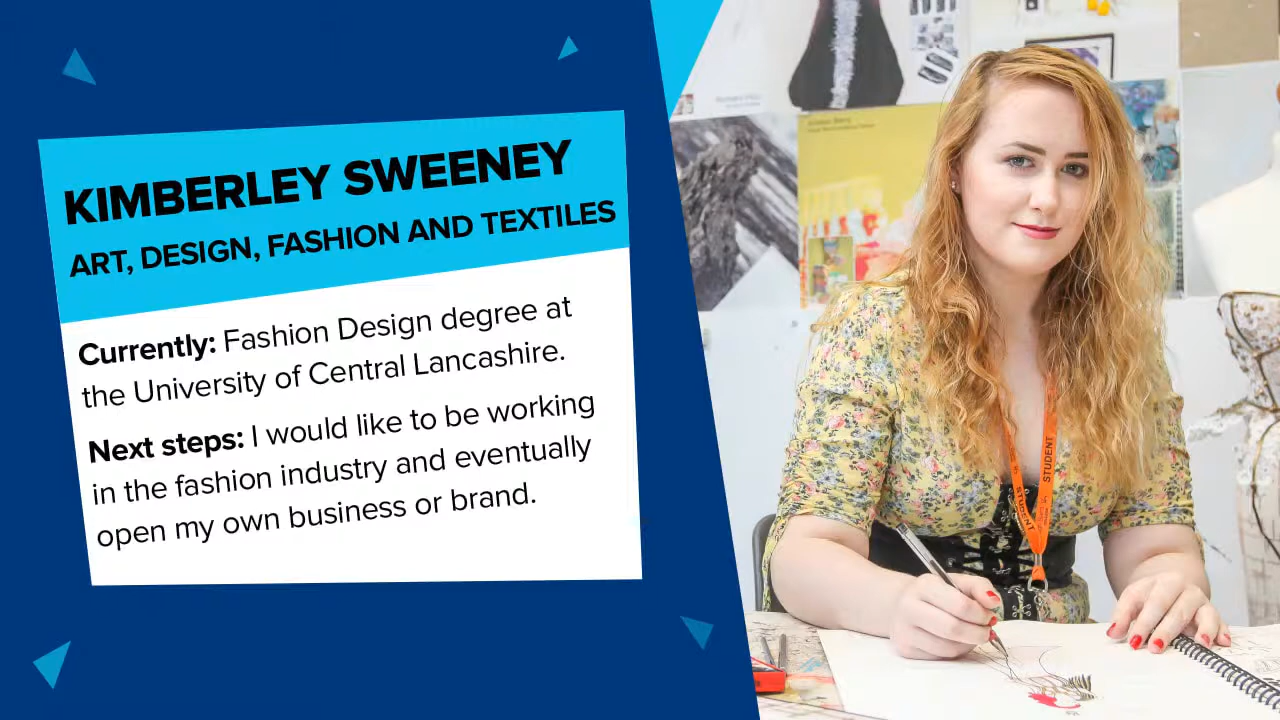 KIMBERLEY SWEENEY
ART, DESIGN, FASHION AND TEXTILES
Currently: Fashion Design degree at
the University of Central Lancashire.
Next steps: I would like to be working
in the fashion industry and eventually
open my own business or brand.
STUDENT
STUDENT